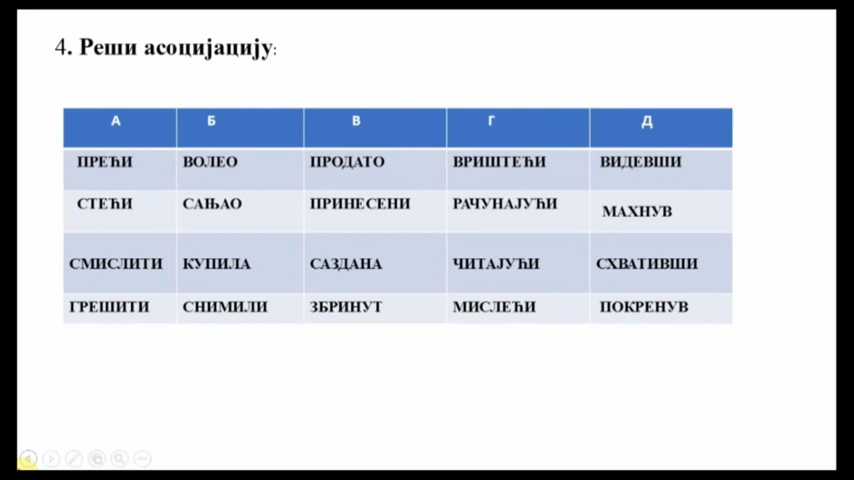 4. Реши асоцијацију:
А Б В Г Д
ПРЕЋИ ВОЛЕО ПРОДАТО ВРИШТЕЋИ ВИДЕВШИ
СТЕЋИ САЊАО ПРИНЕСЕНИ РАЧУНАЈУЋИ МАХНУВ
СМИСЛИТИ КУПИЛА САЗДАНА ЧИТАЈУЋИ СХВАТИВШИ
ГРЕШИТИ СНИМИЛИ ЗБРИНУТ МИСЛЕЋИ ПОКРЕНУВ